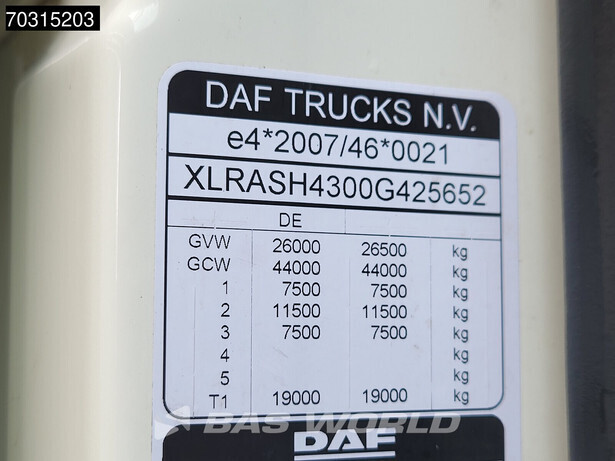 70315203
DAF TRUCKS N.V.
e4*2007/46*0021
XLRASH4300G425652
DE
GVW 26000 26500 kg
GCW 44000 44000 kg
1 7500 7500 kg
2 11500 11500 kg
3 7500 7500 kg
4 kg
5 kg
T1 19000 19000 kg
BAS WORLD
DAF